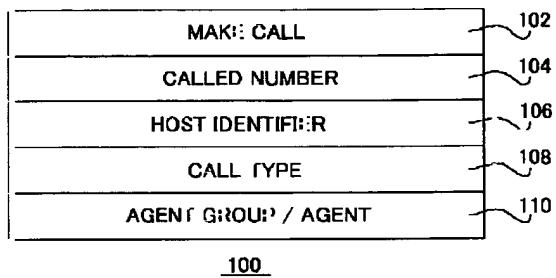 MAKE CALL 102
CALLED NUMBER 104
HOST IDENTIFIER 106
CALL TYPE 108
AGENT GROUP / AGENT 110
100